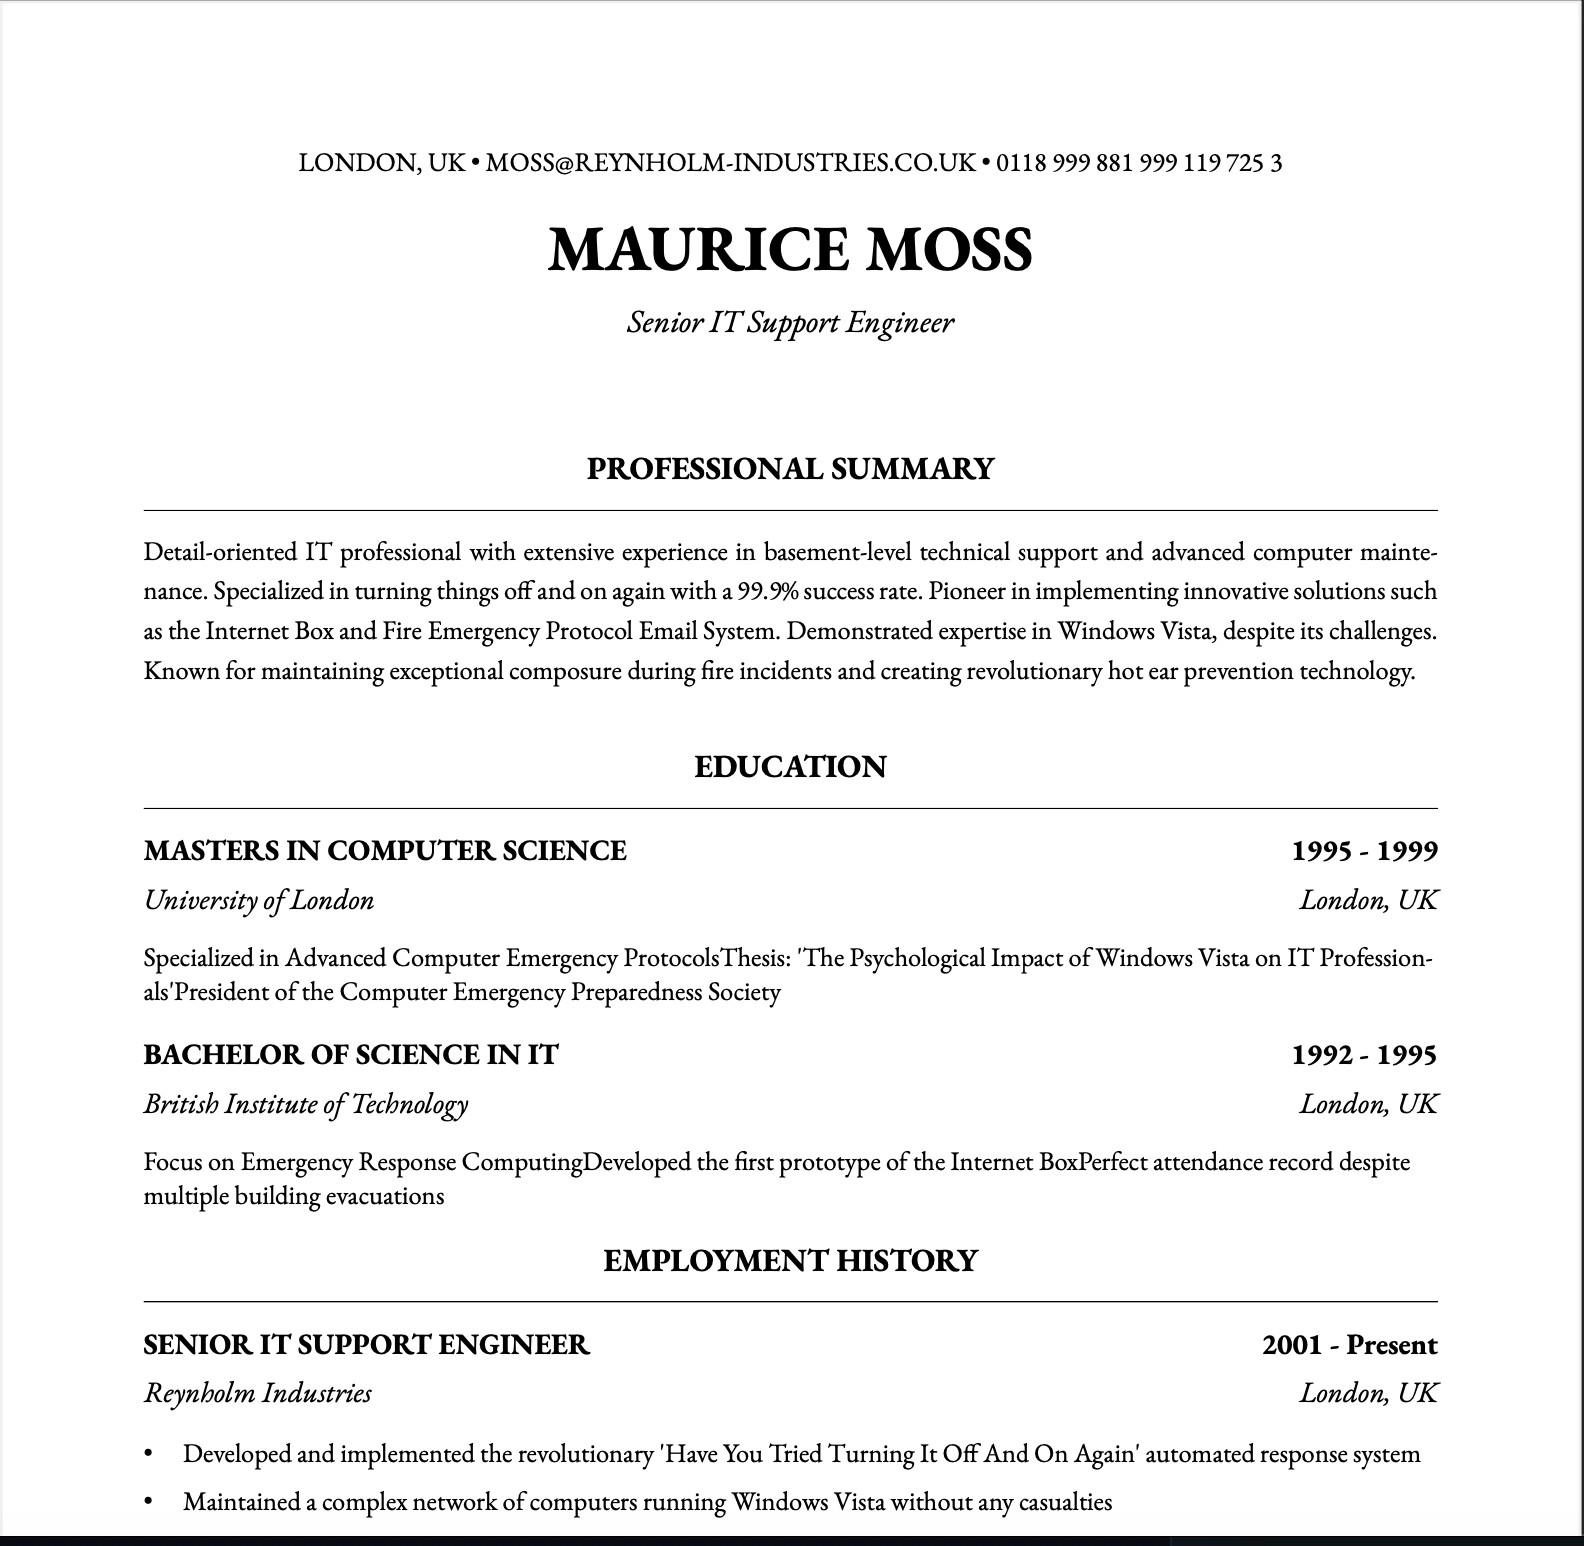 LONDON, UK • MOSS@REYNHOLM-INDUSTRIES.CO.UK • 0118 999 881 999 119 725 3
MAURICE MOSS
Senior IT Support Engineer
PROFESSIONAL SUMMARY
Detail-oriented IT professional with extensive experience in basement-level technical support and advanced computer mainte-
nance. Specialized in turning things off and on again with a 99.9% success rate. Pioneer in implementing innovative solutions such
as the Internet Box and Fire Emergency Protocol Email System. Demonstrated expertise in Windows Vista, despite its challenges.
Known for maintaining exceptional composure during fire incidents and creating revolutionary hot ear prevention technology.
EDUCATION
MASTERS IN COMPUTER SCIENCE 1995 - 1999
University of London London, UK
Specialized in Advanced Computer Emergency ProtocolsThesis: 'The Psychological Impact of Windows Vista on IT Profession-
als'President of the Computer Emergency Preparedness Society
BACHELOR OF SCIENCE IN IT 1992 - 1995
British Institute of Technology London, UK
Focus on Emergency Response ComputingDeveloped the first prototype of the Internet BoxPerfect attendance record despite
multiple building evacuations
EMPLOYMENT HISTORY
SENIOR IT SUPPORT ENGINEER 2001 - Present
Reynholm Industries London, UK
• Developed and implemented the revolutionary 'Have You Tried Turning It Off And On Again' automated response system
• Maintained a complex network of computers running Windows Vista without any casualties